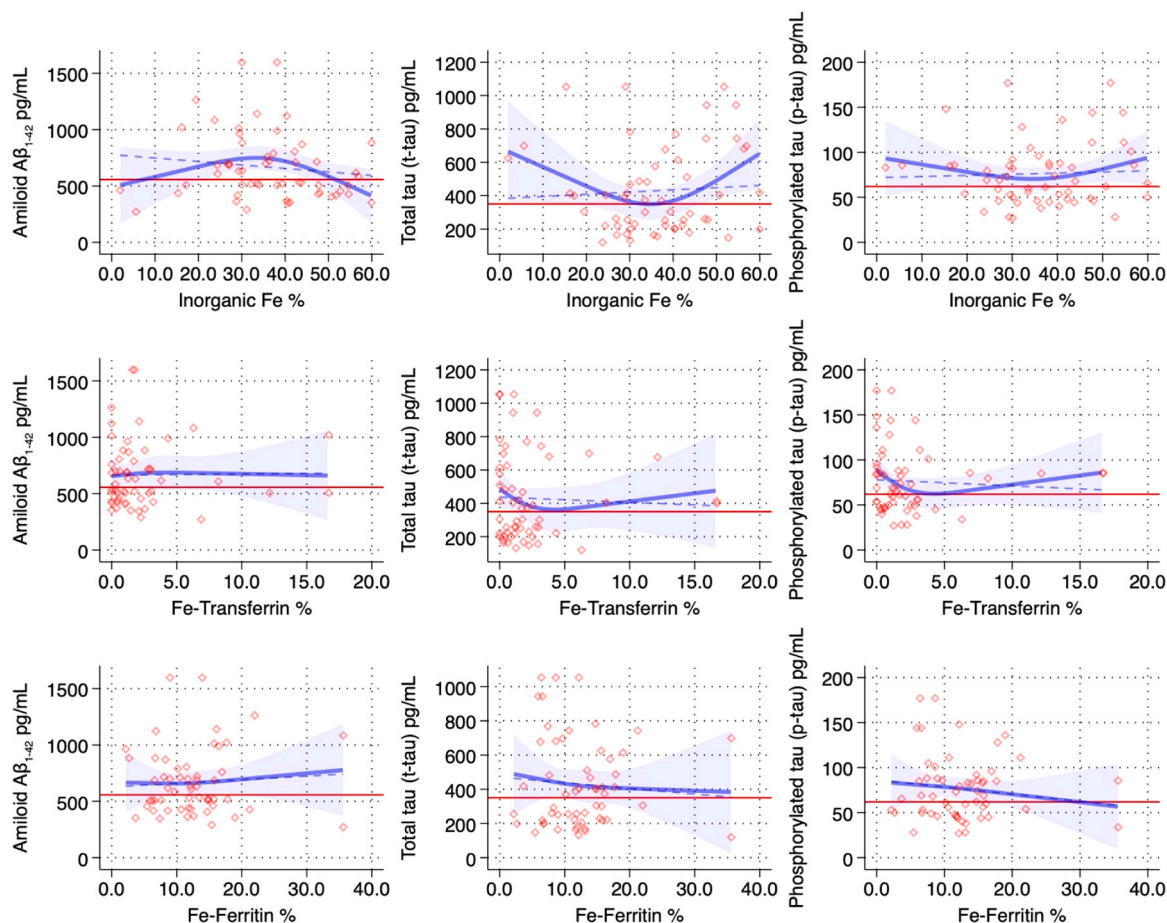 Amiloid Aβ1-42 pg/mL
1500
1000
500
0
0.0 10.0 20.0 30.0 40.0 50.0 60.0
Inorganic Fe %
Total tau (t-tau) pg/mL
1200
1000
800
600
400
200
0.0 10.0 20.0 30.0 40.0 50.0 60.0
Inorganic Fe %
Phosphorylated tau (p-tau) pg/mL
200
150
100
50
0
0.0 10.0 20.0 30.0 40.0 50.0 60.0
Inorganic Fe %
Amiloid Aβ1-42 pg/mL
1500
1000
500
0
0.0 5.0 10.0 15.0 20.0
Fe-Transferrin %
Total tau (t-tau) pg/mL
1200
1000
800
600
400
200
0.0 5.0 10.0 15.0 20.0
Fe-Transferrin %
Phosphorylated tau (p-tau) pg/mL
200
150
100
50
0
0.0 5.0 10.0 15.0 20.0
Fe-Transferrin %
Amiloid Aβ1-42 pg/mL
1500
1000
500
0
0.0 10.0 20.0 30.0 40.0
Fe-Ferritin %
Total tau (t-tau) pg/mL
1000
800
600
400
200
0
0.0 10.0 20.0 30.0 40.0
Fe-Ferritin %
Phosphorylated tau (p-tau) pg/mL
200
150
100
50
0
0.0 10.0 20.0 30.0 40.0
Fe-Ferritin %